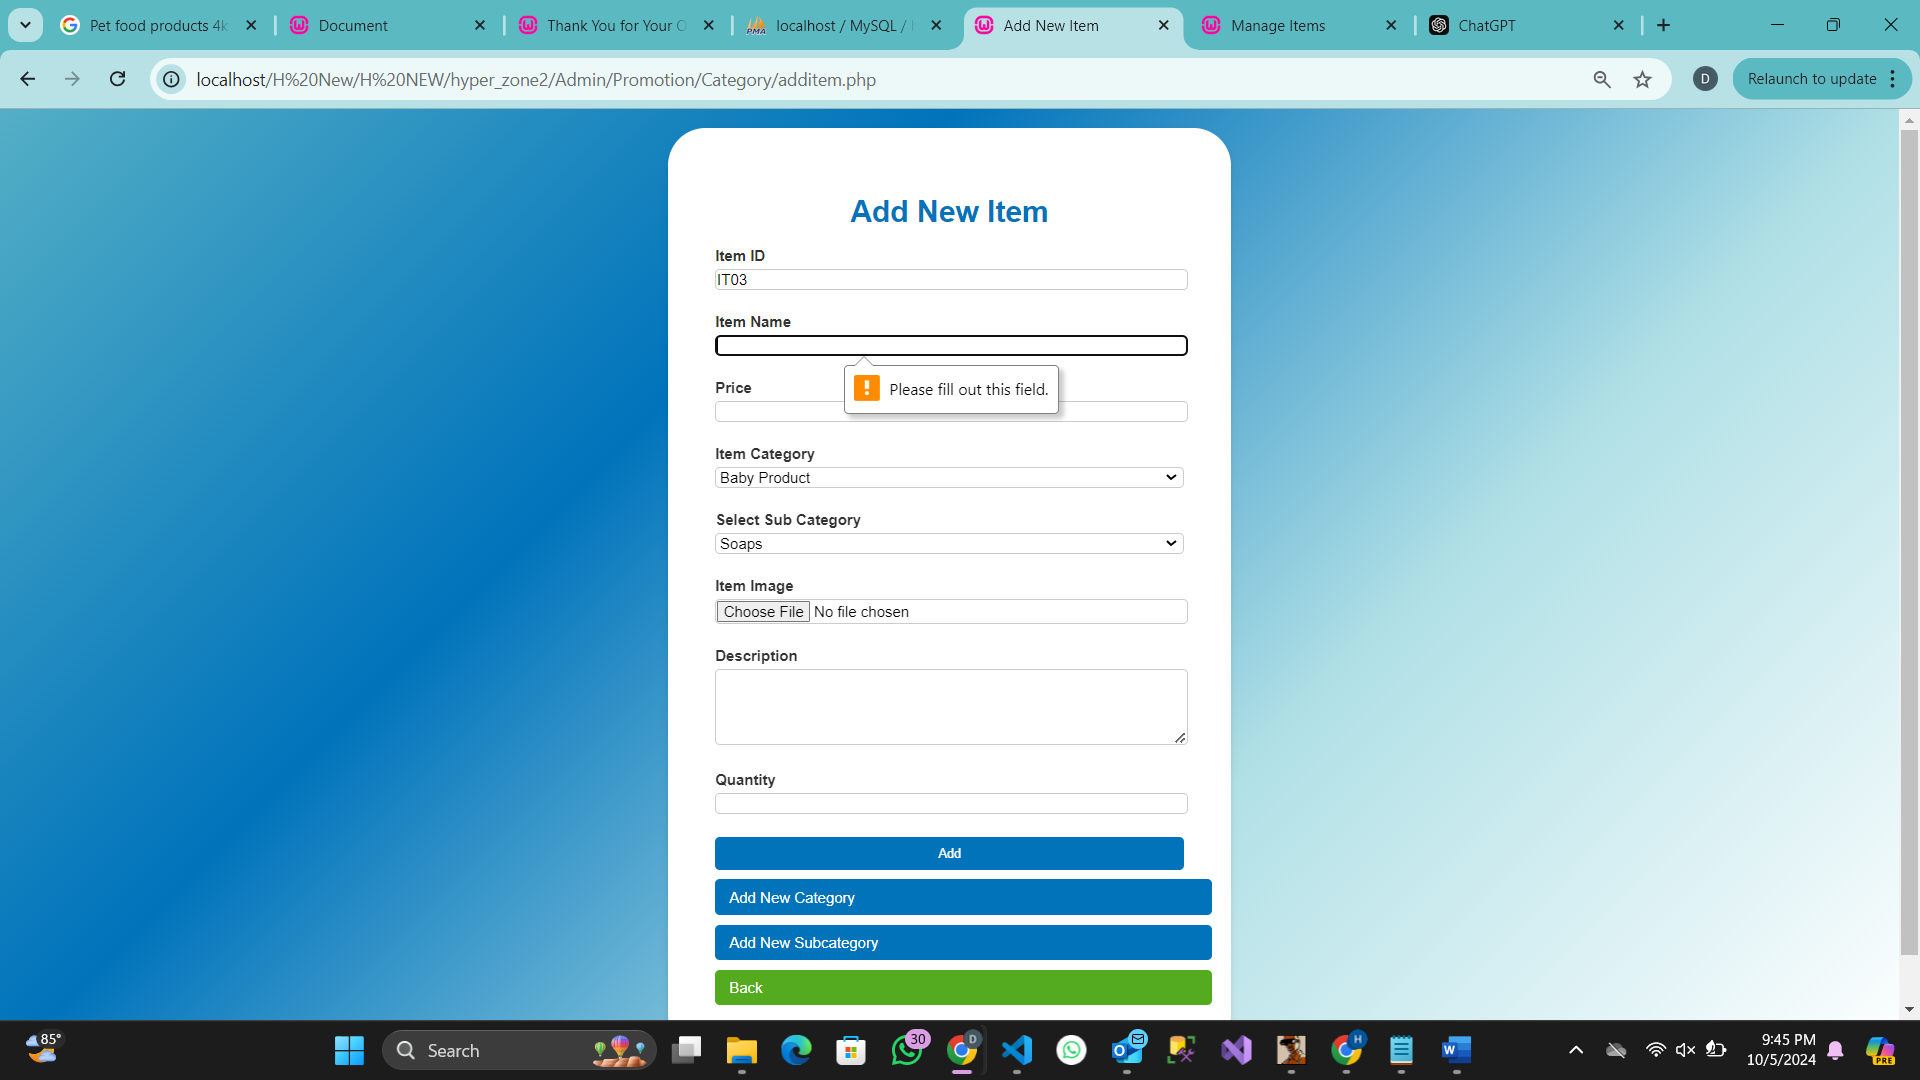 Pet food products 4k
Document
Thank You for Your O
localhost / MySQL /
Add New Item
Manage Items
ChatGPT
localhost/H%20New/H%20NEW/hyper_zone2/Admin/Promotion/Category/additem.php
D
Relaunch to update
Add New Item
Item ID
IT03
Item Name
Please fill out this field.
Price
Item Category
Baby Product
Select Sub Category
Soaps
Item Image
Choose File No file chosen
Description
Quantity
Add
Add New Category
Add New Subcategory
Back
85°
Search
30
D
H
9:45 PM
10/5/2024
PRE